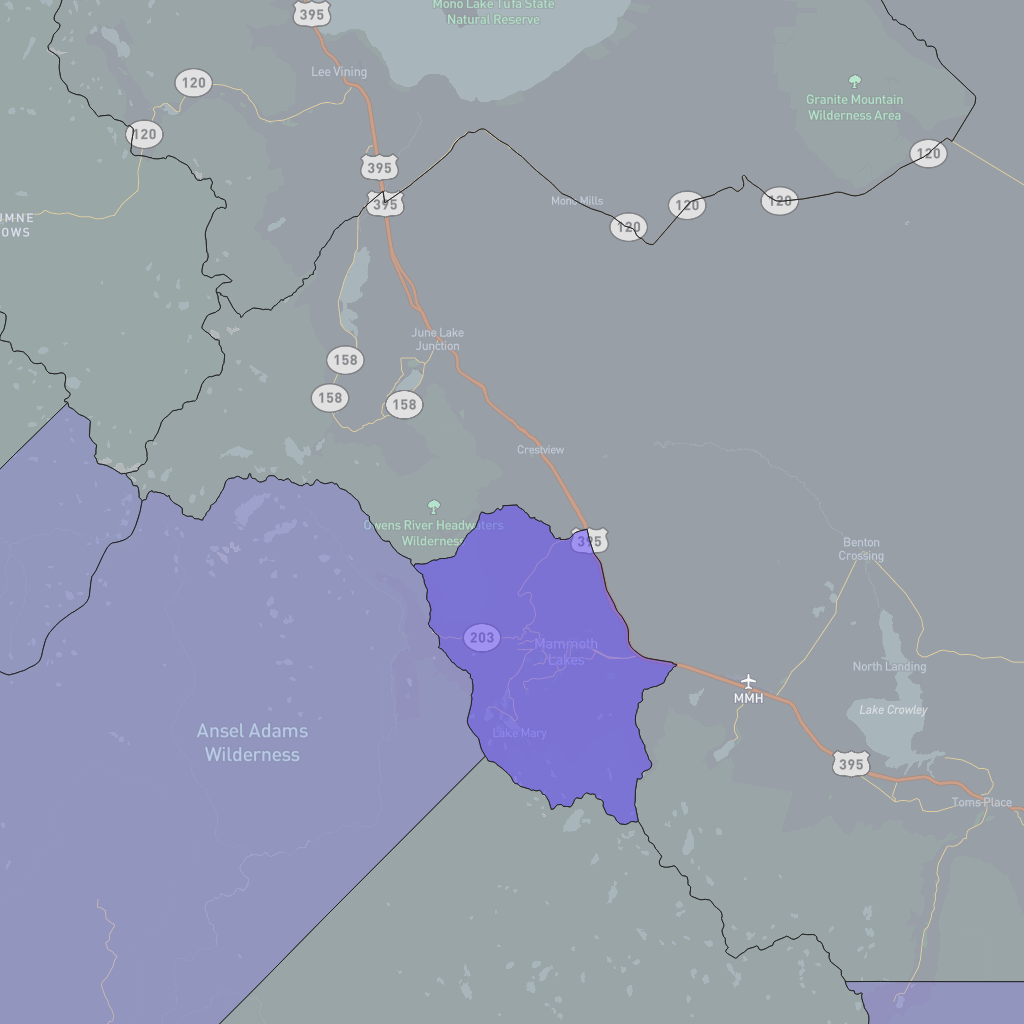 Mono Lake Tufa State
Natural Reserve
395
Lee Vining
120
Granite Mountain
Wilderness Area
120
120
395
395
Mono Mills
120
120
120
UMNE
OWS
June Lake
Junction
158
158
158
Crestview
Owens River Headwaters
Wilderness
395
Benton
Crossing
203
Mammoth
Lakes
North Landing
MMH
Lake Crowley
Ansel Adams
Wilderness
Lake Mary
395
Toms Place